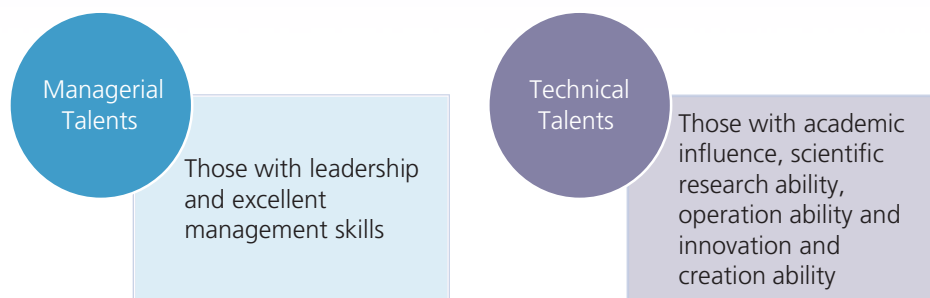 Managerial
Talents
Those with leadership
and excellent
management skills
Technical
Talents
Those with academic
influence, scientific
research ability,
operation ability and
innovation and
creation ability